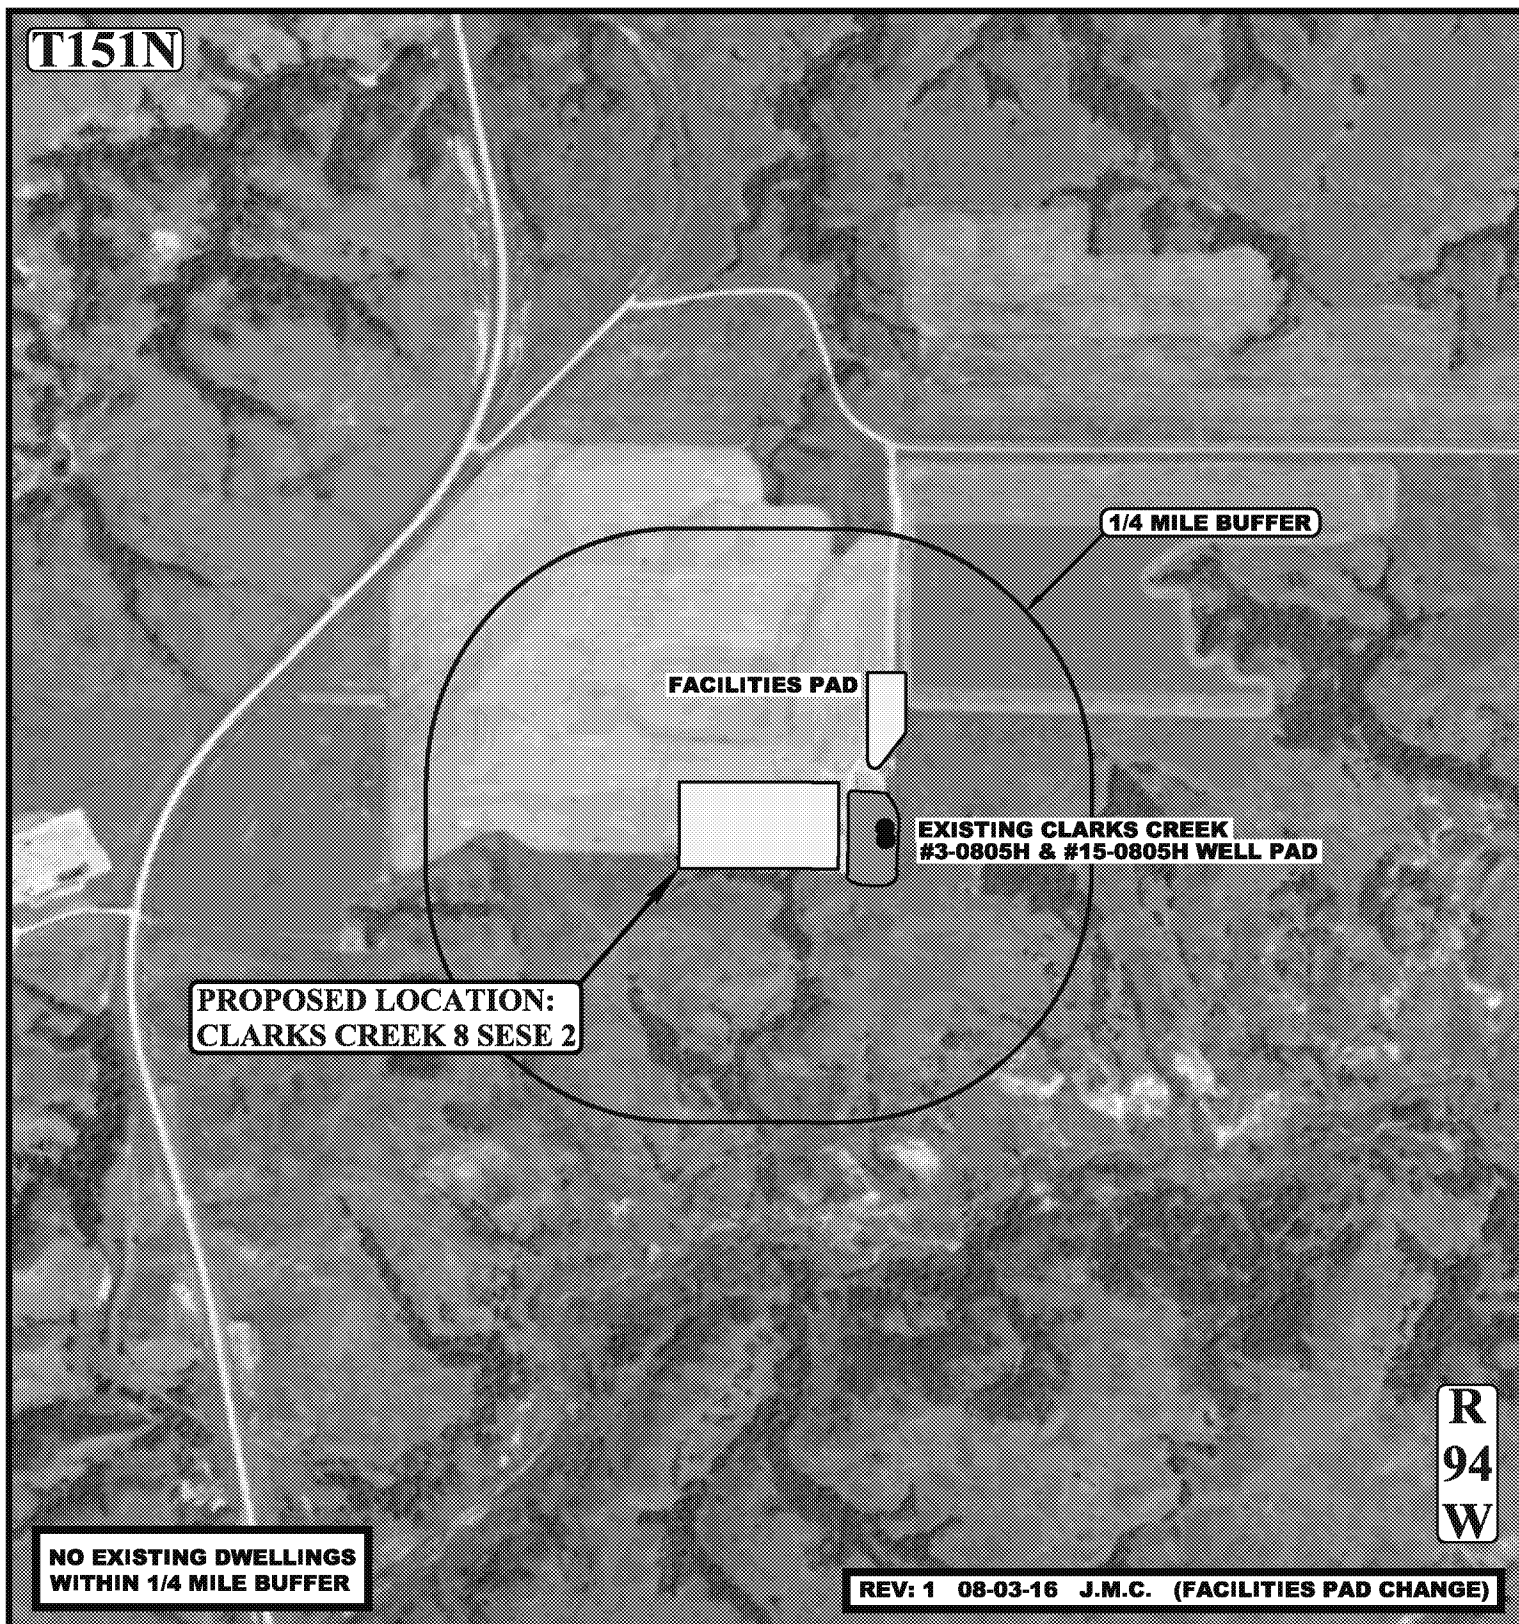 T151N
1/4 MILE BUFFER
FACILITIES PAD
EXISTING CLARKS CREEK
#3-0805H & #15-0805H WELL PAD
PROPOSED LOCATION:
CLARKS CREEK 8 SESE 2
R
94
W
NO EXISTING DWELLINGS
WITHIN 1/4 MILE BUFFER
REV: 1 08-03-16 J.M.C. (FACILITIES PAD CHANGE)